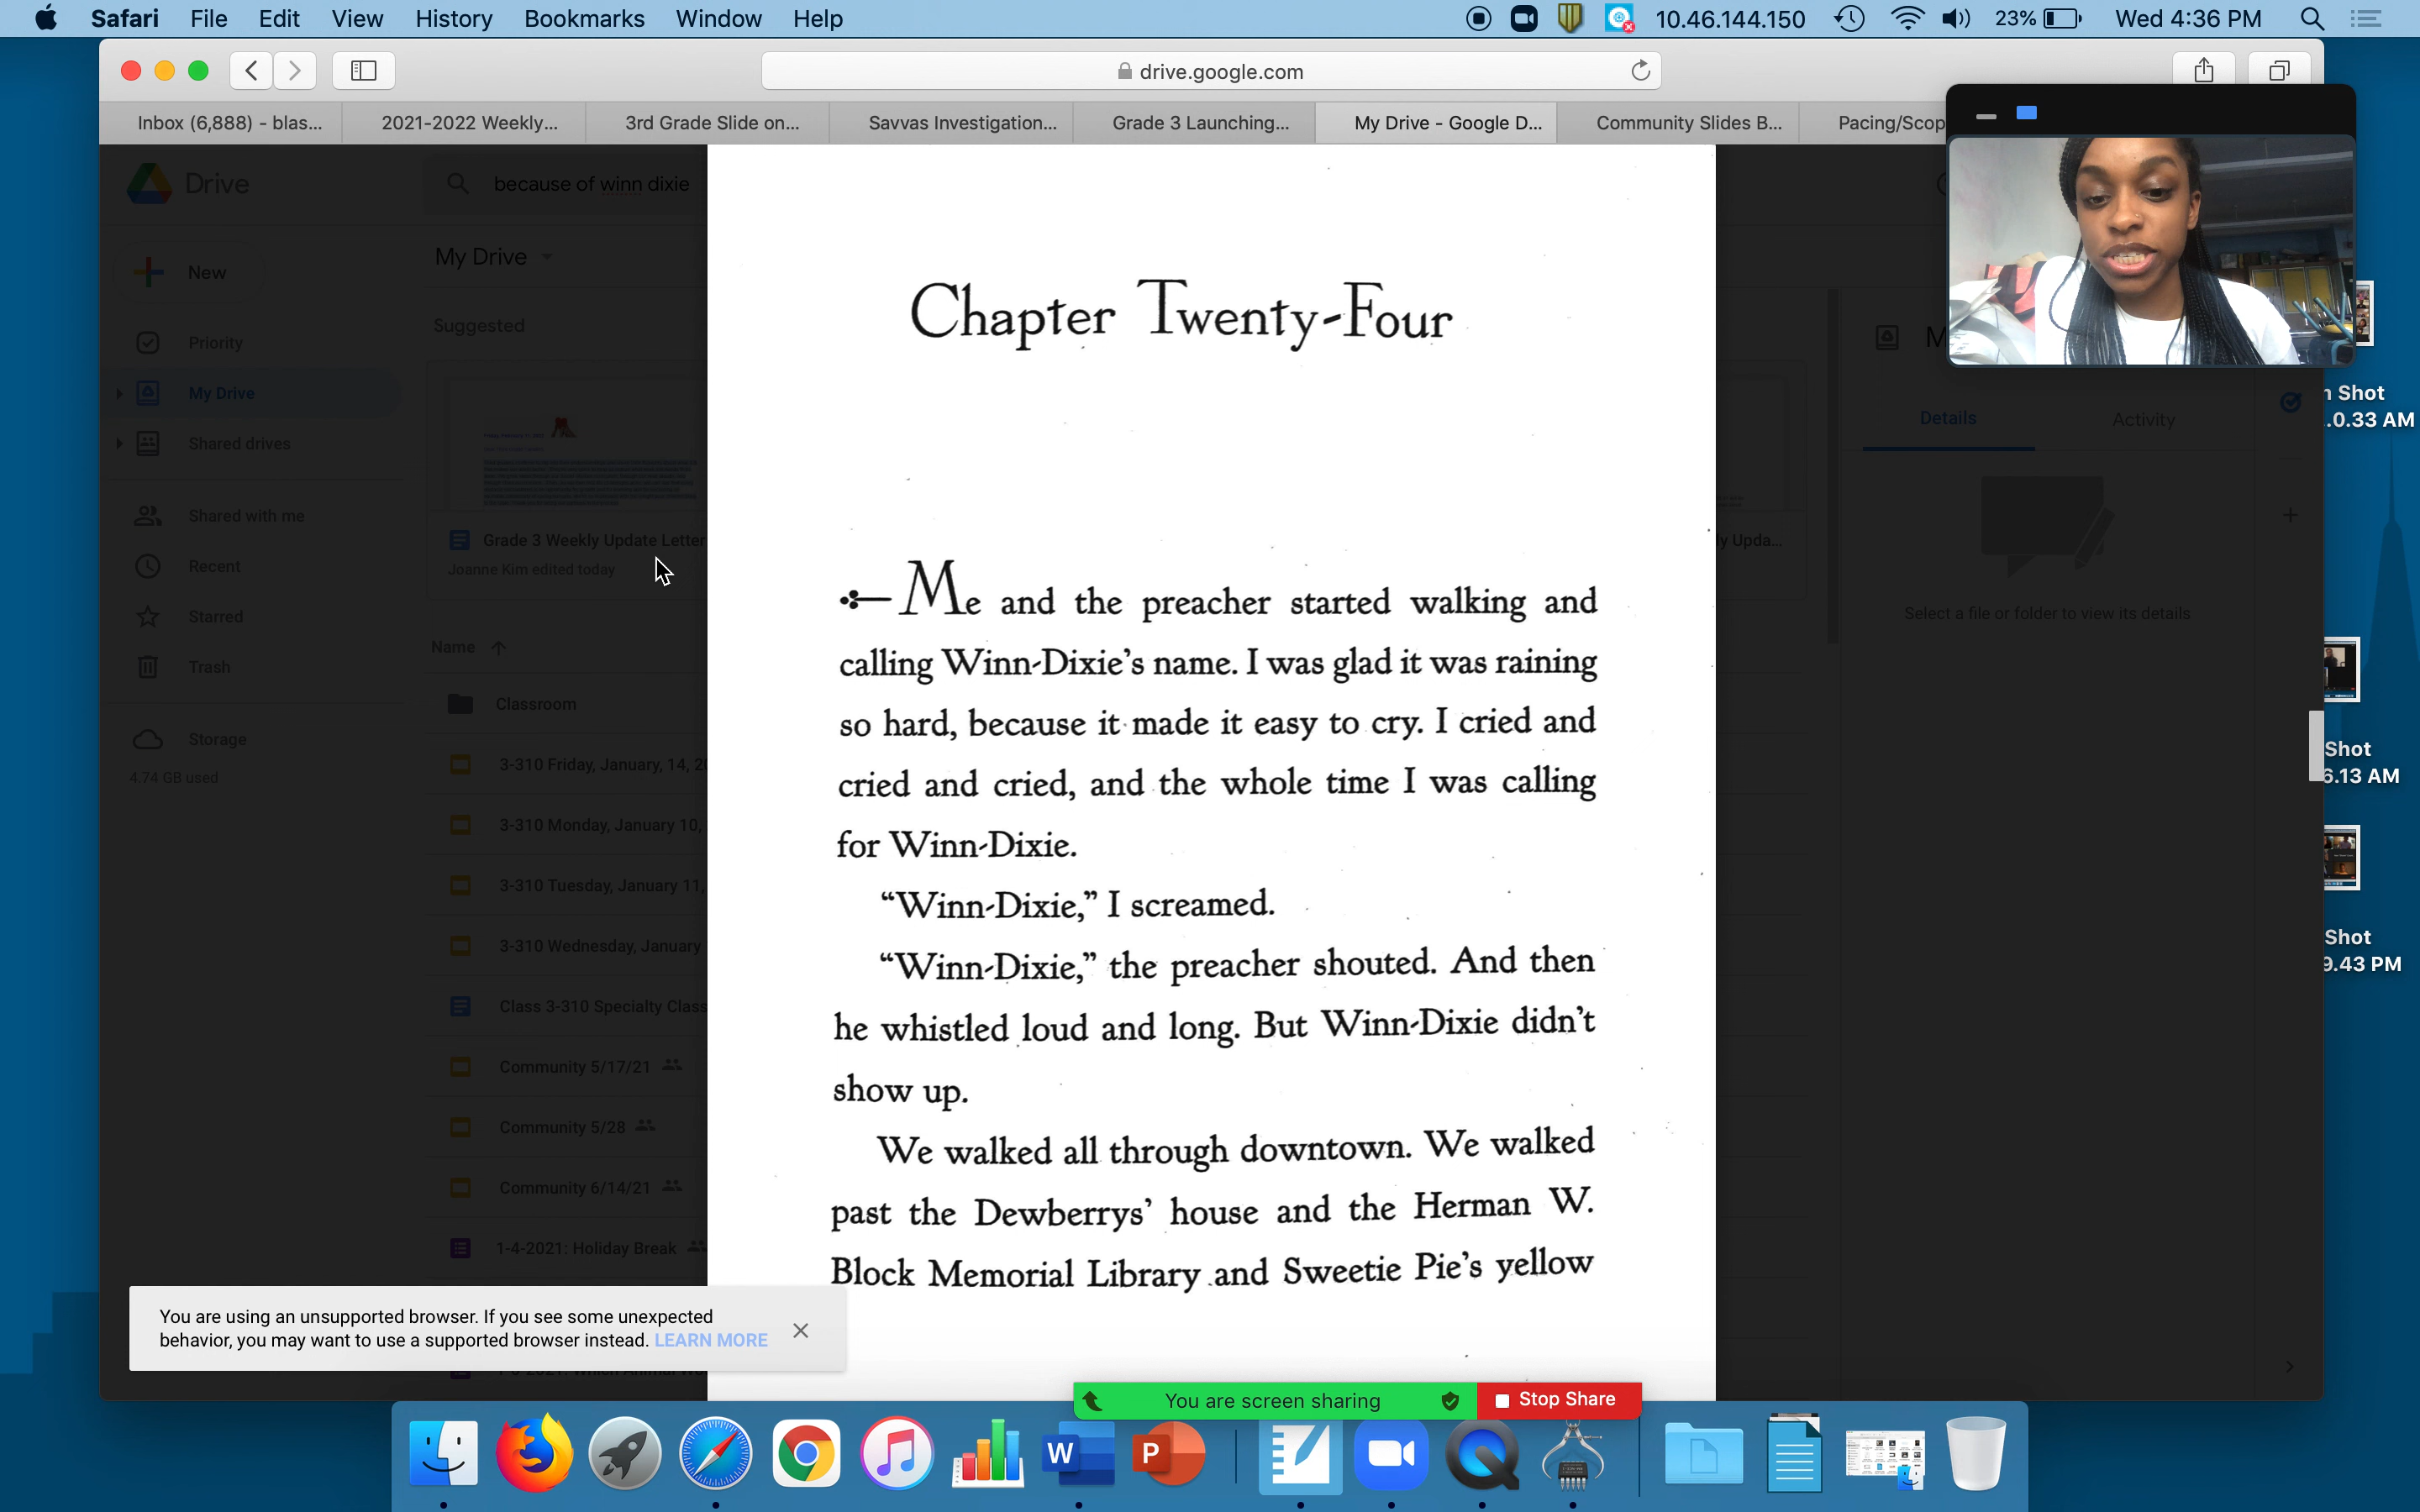 Safari File Edit View History Bookmarks Window Help 10.46.144.150 23% Wed 4:36 PM
drive.google.com
Inbox (6,888) - blas... 2021-2022 Weekly... 3rd Grade Slide on... Savvas Investigation... Grade 3 Launching... My Drive - Google D... Community Slides B... Pacing/Scop
Drive
because of winn dixie
New
My Drive
Suggested
Priority
My Drive
Shared drives
Shared with me
Recent
Starred
Trash
Storage
4.74 GB used
Grade 3 Weekly Update Letter
Joanne Kim edited today
Name
Classroom
3-310 Friday, January, 14, 20
3-310 Monday, January 10,
3-310 Tuesday, January 11,
3-310 Wednesday, January
Class 3-310 Specialty Class
Community 5/17/21
Community 5/28
Community 6/14/21
1-4-2021: Holiday Break
Chapter Twenty-Four
Me and the preacher started walking and
calling Winn-Dixie's name. I was glad it was raining
so hard, because it made it easy to cry. I cried and
cried and cried, and the whole time I was calling
for Winn-Dixie.
"Winn-Dixie," I screamed.
"Winn-Dixie," the preacher shouted. And then
he whistled loud and long. But Winn-Dixie didn't
show up.
We walked all through downtown. We walked
past the Dewberrys' house and the Herman W.
Block Memorial Library and Sweetie Pie's yellow
ly Upda...
Details Activity
Select a file or folder to view its details
n Shot
.0.33 AM
Shot
6.13 AM
Shot
9.43 PM
You are using an unsupported browser. If you see some unexpected
behavior, you may want to use a supported browser instead. LEARN MORE
You are screen sharing Stop Share
W P